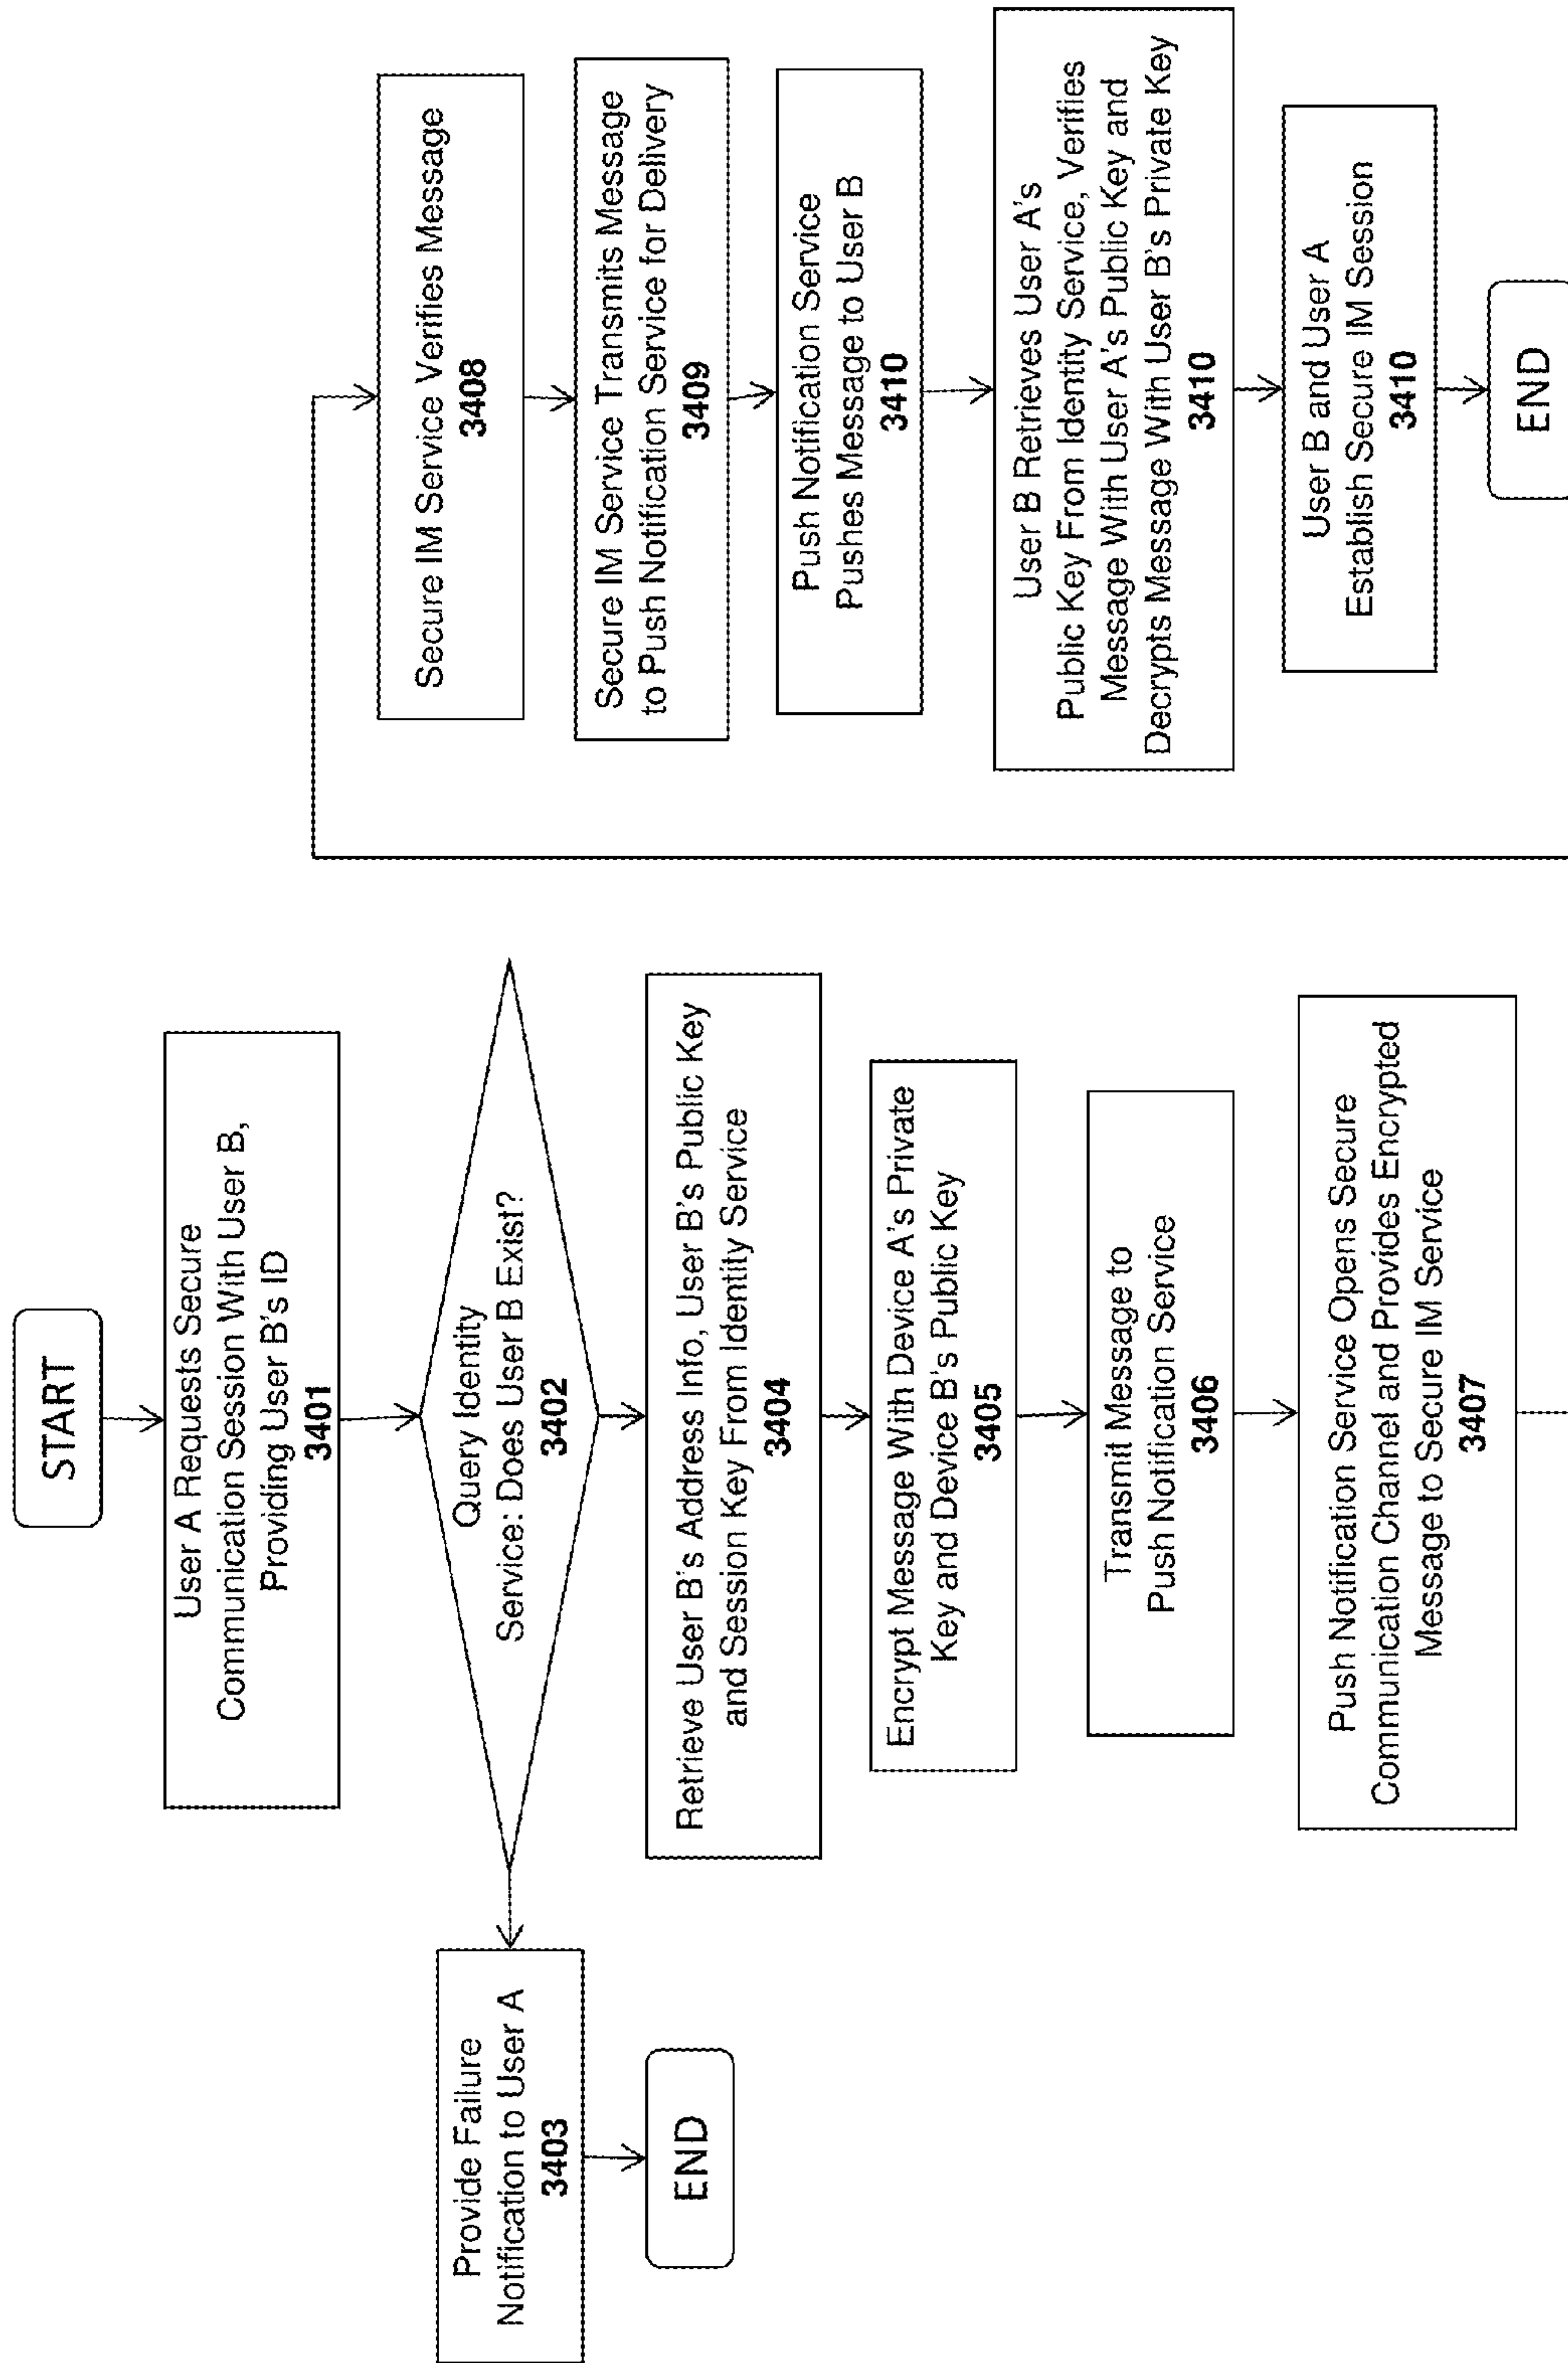 START
User A Requests Secure
Communication Session With User B,
Providing User B's ID
3401
Query Identity
Service: Does User B Exist?
3402
Provide Failure
Notification to User A
3403
END
Retrieve User B's Address Info, User B's Public Key
and Session Key From Identity Service
3404
Encrypt Message With Device A's Private
Key and Device B's Public Key
3405
Transmit Message to
Push Notification Service
3406
Push Notification Service Opens Secure
Communication Channel and Provides Encrypted
Message to Secure IM Service
3407
Secure IM Service Verifies Message
3408
Secure IM Service Transmits Message
to Push Notification Service for Delivery
3409
Push Notification Service
Pushes Message to User B
3410
User B Retrieves User A's
Public Key From Identity Service, Verifies
Message With User A's Public Key and
Decrypts Message With User B's Private Key
3410
User B and User A
Establish Secure IM Session
3410
END